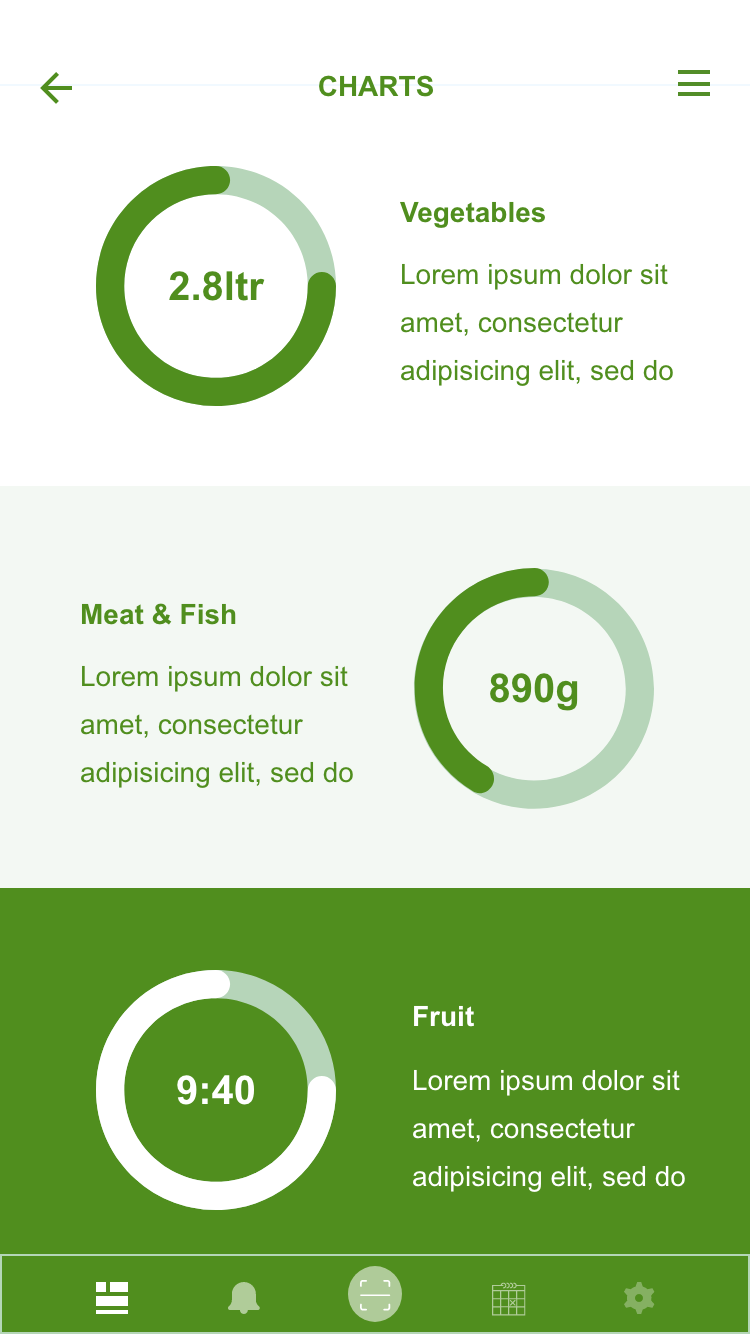 CHARTS
2.8ltr
Vegetables
Lorem ipsum dolor sit
amet, consectetur
adipisicing elit, sed do
Meat & Fish
Lorem ipsum dolor sit
amet, consectetur
adipisicing elit, sed do
890g
9:40
Fruit
Lorem ipsum dolor sit
amet, consectetur
adipisicing elit, sed do